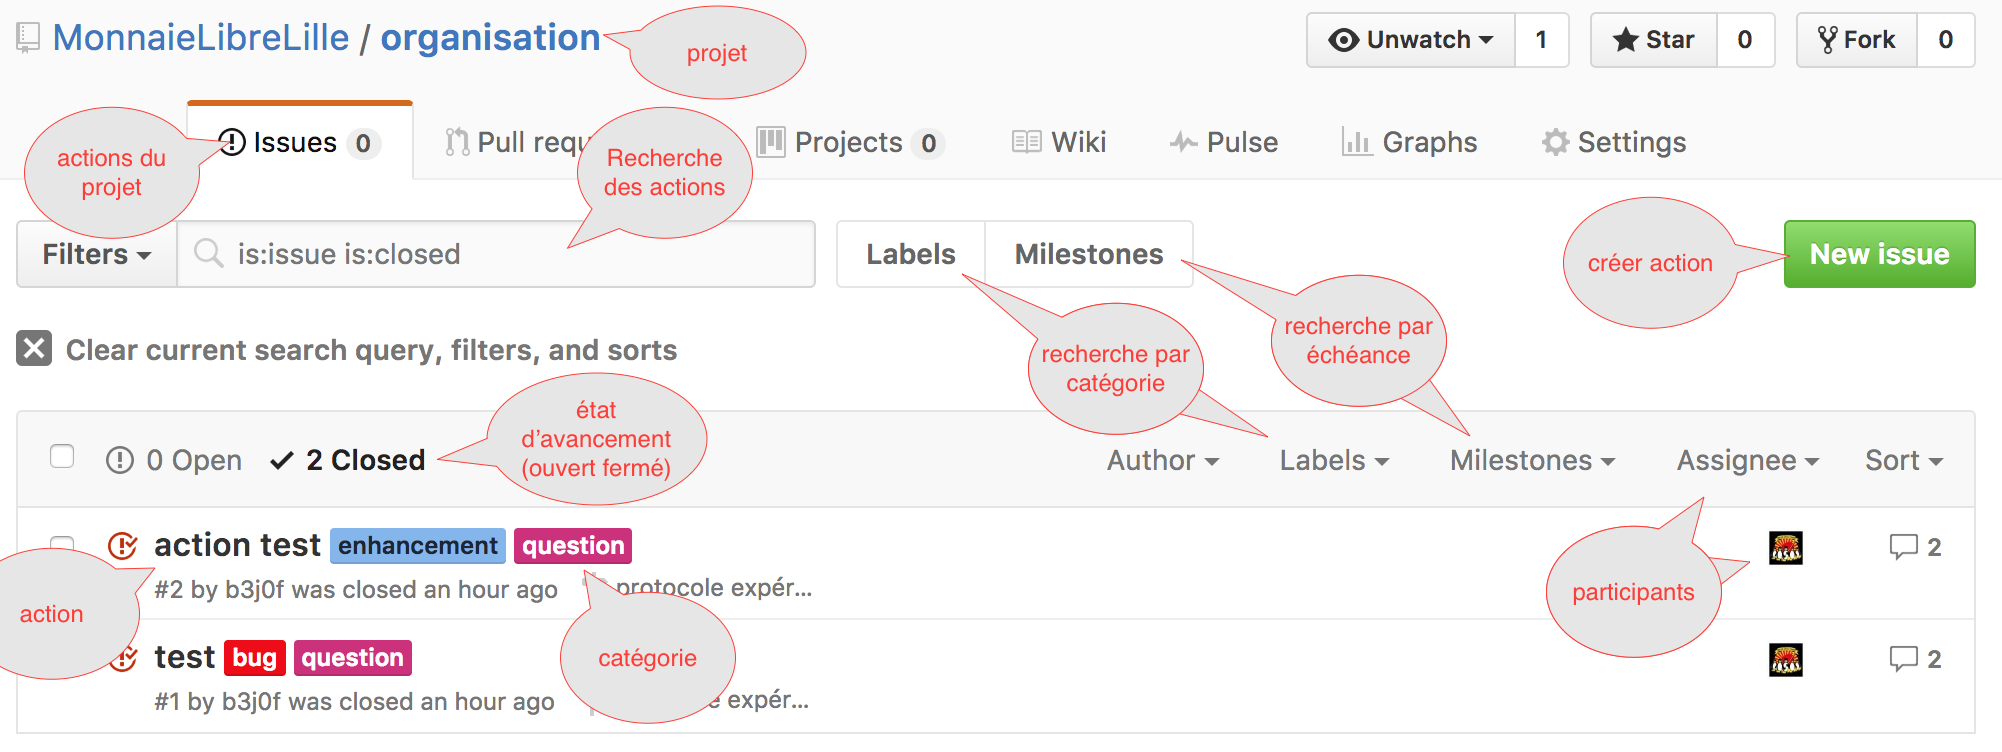 MonnaieLibreLille / organisation
projet
Unwatch 1
Star 0
Fork 0
actions du
projet
Issues 0
Pull requ
Recherche
des actions
Projects 0
Wiki
Pulse
Graphs
Settings
Filters
is:issue is:closed
Labels
Milestones
créer action
New issue
recherche par
échéance
recherche par
catégorie
Clear current search query, filters, and sorts
état
d’avancement
(ouvert fermé)
0 Open
2 Closed
Author
Labels
Milestones
Assignee
Sort
action test enhancement question
2
#2 by b3j0f was closed an hour ago
protocole expér...
action
participants
test bug question
catégorie
2
#1 by b3j0f was closed an hour ago
e expér...